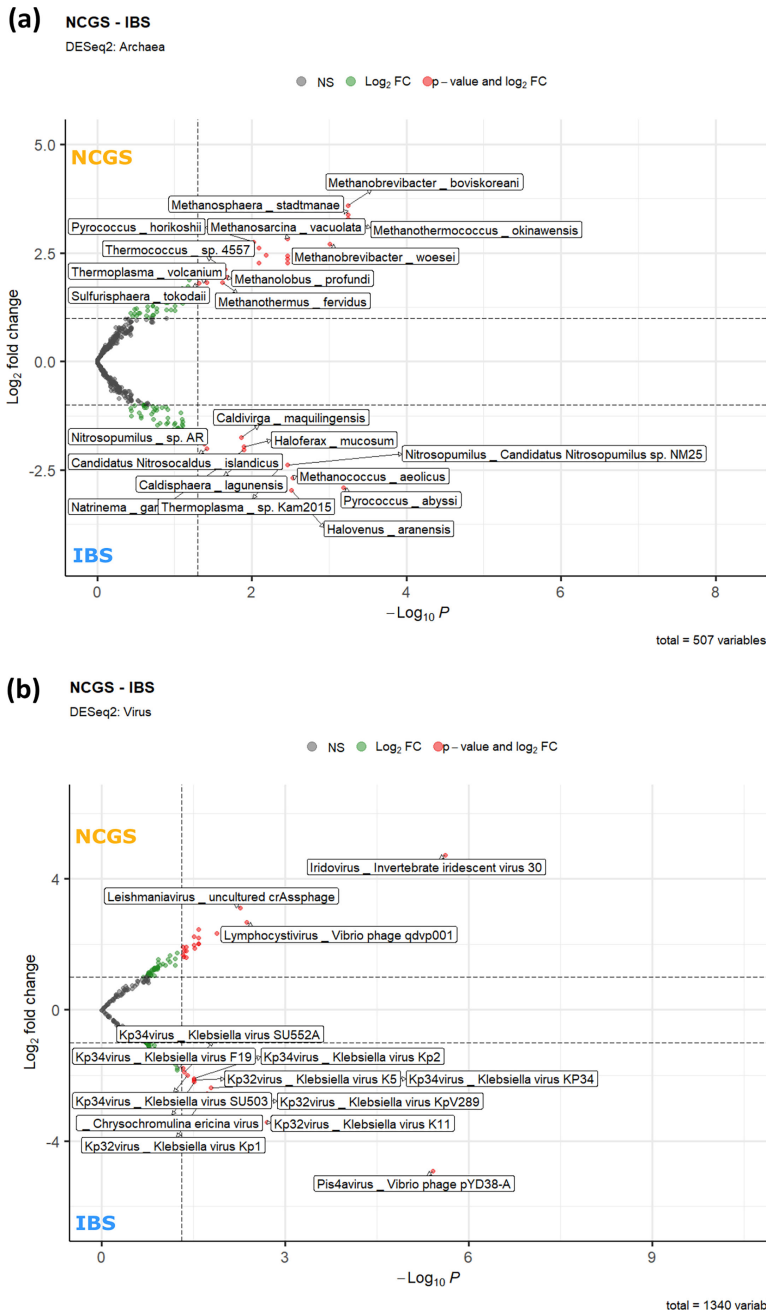 (a)
NCGS - IBS
DESeq2: Archaea
NS Log2 FC p – value and log2 FC
NCGS
5.0
Methanobrevibacter _ boviskoreani
Methanosphaera _ stadtmanae
Pyrococcus _ horikoshii
Methanosarcina _ vacuolata
Methanothermococcus _ okinawensis
2.5
Thermococcus _ sp. 4557
Methanobrevibacter _ woesei
Thermoplasma _ volcanium
Methanolobus _ profundi
Sulfurisphaera _ tokodaii
Methanothermus _ fervidus
Log2 fold change
0.0
Caldivirga _ maquilingensis
Nitrosopumilus _ sp. AR
Haloferax _ mucosum
Nitrosopumilus _ Candidatus Nitrosopumilus sp. NM25
Candidatus Nitrosocaldus _ islandicus
-2.5
Caldisphaera _ lagunensis
Methanococcus _ aeolicus
Natrinema _ gar
Thermoplasma _ sp. Kam2015
Pyrococcus _ abyssi
Halovenus _ aranensis
IBS
0 2 4 6 8
–Log10 P
total = 507 variables
(b)
NCGS - IBS
DESeq2: Virus
NS Log2 FC p – value and log2 FC
NCGS
Iridovirus _ Invertebrate iridescent virus 30
4
Leishmaniavirus _ uncultured crAssphage
Lymphocystivirus _ Vibrio phage qdvp001
Log2 fold change
0
Kp34virus _ Klebsiella virus SU552A
Kp34virus _ Klebsiella virus F19
Kp34virus _ Klebsiella virus Kp2
Kp32virus _ Klebsiella virus K5
Kp34virus _ Klebsiella virus KP34
Kp34virus _ Klebsiella virus SU503
Kp32virus _ Klebsiella virus KpV289
_ Chrysochromulina ericina virus
Kp32virus _ Klebsiella virus K11
-4
Kp32virus _ Klebsiella virus Kp1
Pis4avirus _ Vibrio phage pYD38-A
IBS
0 3 6 9
–Log10 P
total = 1340 variab